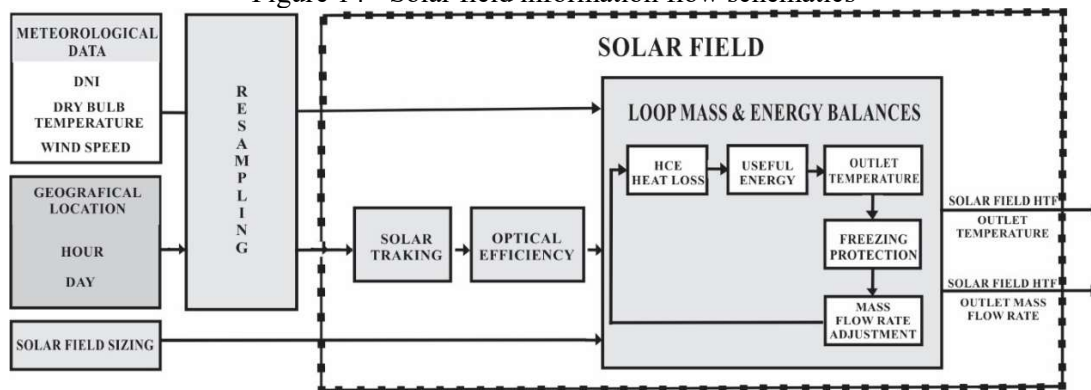 Figure 14 - Solar field information flow schematics
METEOROLOGICAL
DATA
DNI
DRY BULB
TEMPERATURE
WIND SPEED
GEOGRAFICAL
LOCATION
HOUR
DAY
SOLAR FIELD SIZING
RESAMPLING
SOLAR FIELD
SOLAR
TRAKING
OPTICAL
EFFICIENCY
LOOP MASS & ENERGY BALANCES
HCE
HEAT LOSS
USEFUL
ENERGY
OUTLET
TEMPERATURE
FREEZING
PROTECTION
MASS
FLOW RATE
ADJUSTMENT
SOLAR FIELD HTF
OUTLET
TEMPERATURE
SOLAR FIELD HTF
OUTLET MASS
FLOW RATE